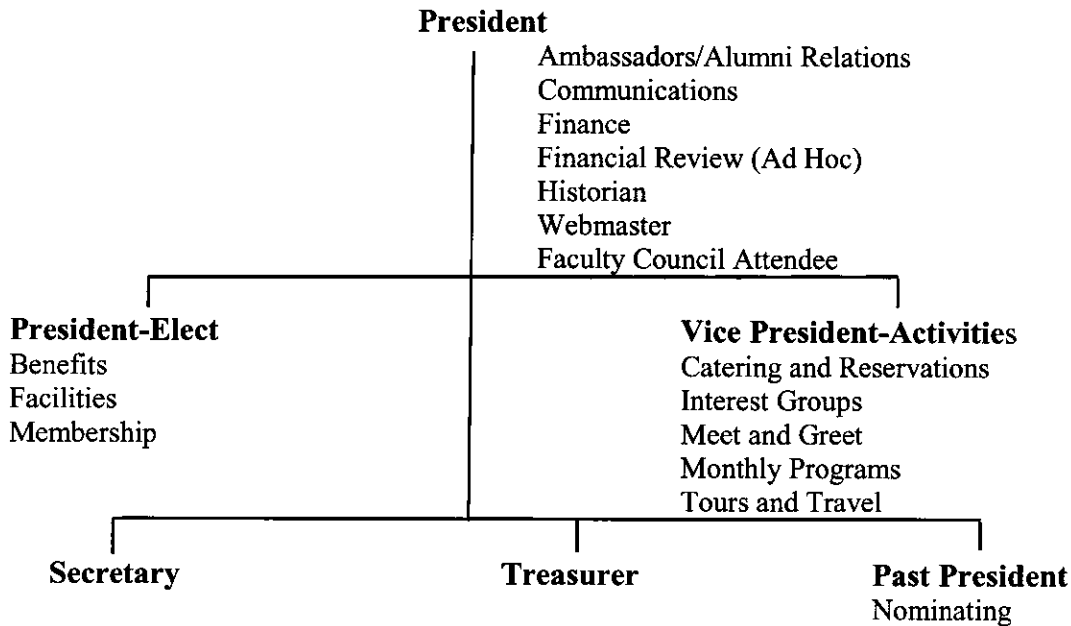 President
Ambassadors/Alumni Relations
Communications
Finance
Financial Review (Ad Hoc)
Historian
Webmaster
Faculty Council Attendee
President-Elect
Benefits
Facilities
Membership
Vice President-Activities
Catering and Reservations
Interest Groups
Meet and Greet
Monthly Programs
Tours and Travel
Secretary
Treasurer
Past President
Nominating